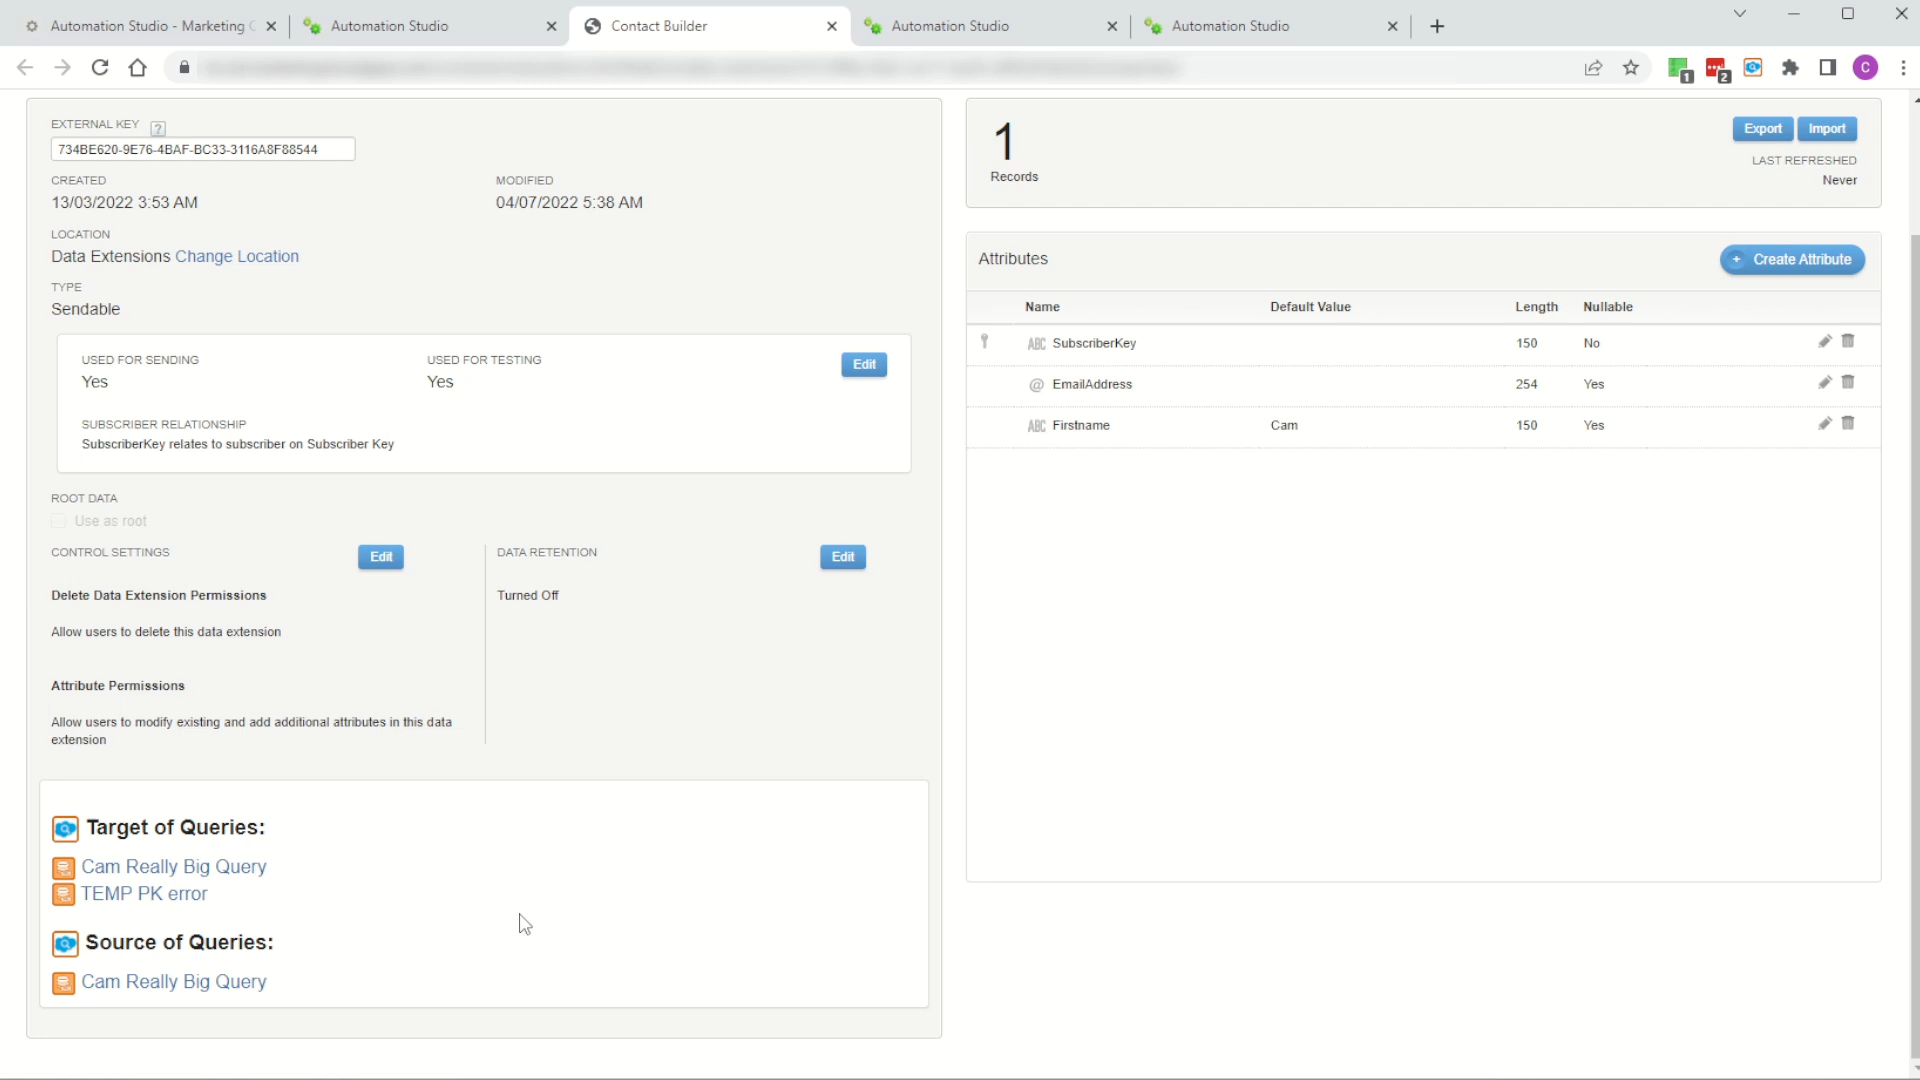 Automation Studio - Marketing C
Automation Studio
Contact Builder
Automation Studio
Automation Studio
1
2
C
EXTERNAL KEY ?
734BE620-9E76-4BAF-BC33-3116A8F88544
CREATED
13/03/2022 3:53 AM
MODIFIED
04/07/2022 5:38 AM
LOCATION
Data Extensions Change Location
TYPE
Sendable
USED FOR SENDING
Yes
USED FOR TESTING
Yes
Edit
SUBSCRIBER RELATIONSHIP
SubscriberKey relates to subscriber on Subscriber Key
ROOT DATA
Use as root
CONTROL SETTINGS
Edit
Delete Data Extension Permissions
Allow users to delete this data extension
Attribute Permissions
Allow users to modify existing and add additional attributes in this data
extension
DATA RETENTION
Edit
Turned Off
Target of Queries:
Cam Really Big Query
TEMP PK error
Source of Queries:
Cam Really Big Query
1
Records
Export
Import
LAST REFRESHED
Never
Attributes
+ Create Attribute
Name Default Value Length Nullable
ABC SubscriberKey 150 No
@ EmailAddress 254 Yes
ABC Firstname Cam 150 Yes